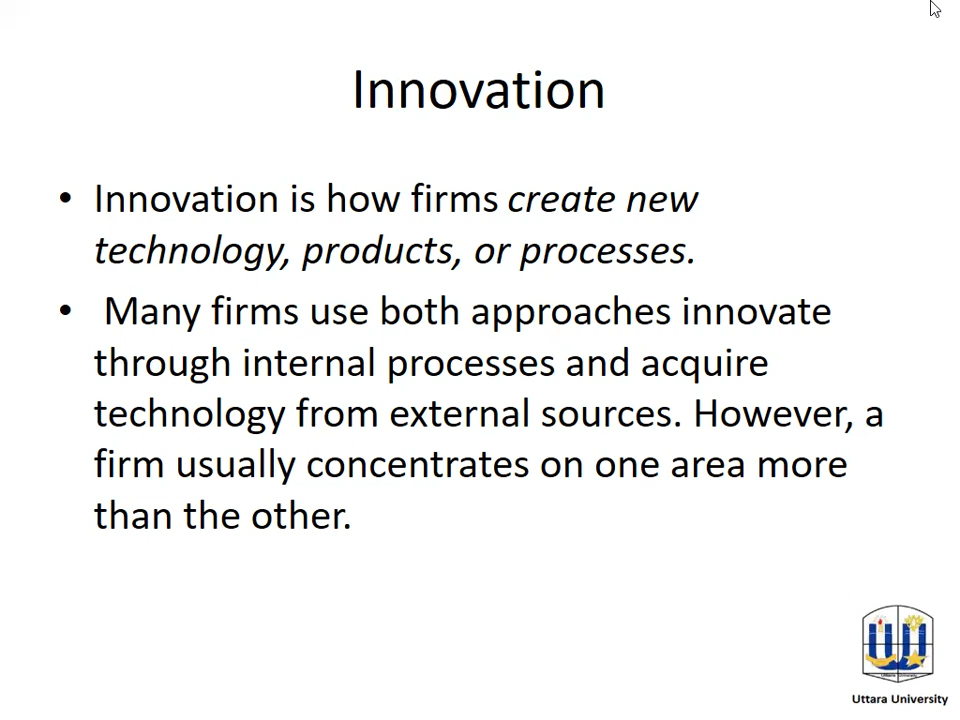 Innovation
• Innovation is how firms create new
technology, products, or processes.
• Many firms use both approaches innovate
through internal processes and acquire
technology from external sources. However, a
firm usually concentrates on one area more
than the other.
Uttara University